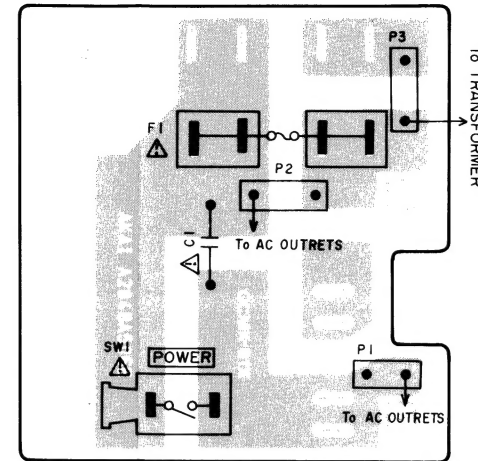 P3
To TRANSFORMER
F1
P2
C1
To AC OUTRETS
SW1
POWER
P1
To AC OUTRETS